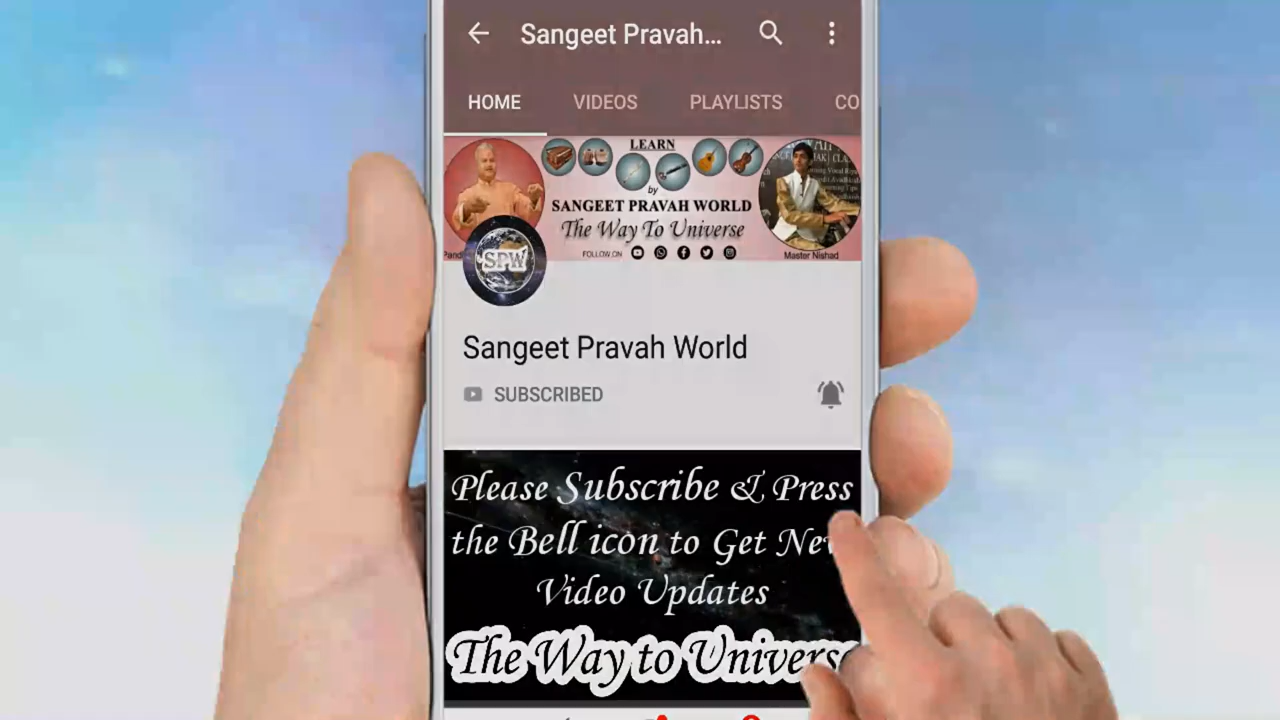 Sangeet Pravah...
HOME VIDEOS PLAYLISTS CO
LEARN
by
SANGEET PRAVAH WORLD
The Way To Universe
FOLLOW ON
Master Nishad
SPW
Sangeet Pravah World
SUBSCRIBED
Please Subscribe & Press
the Bell icon to Get New
Video Updates
The Way to Universe